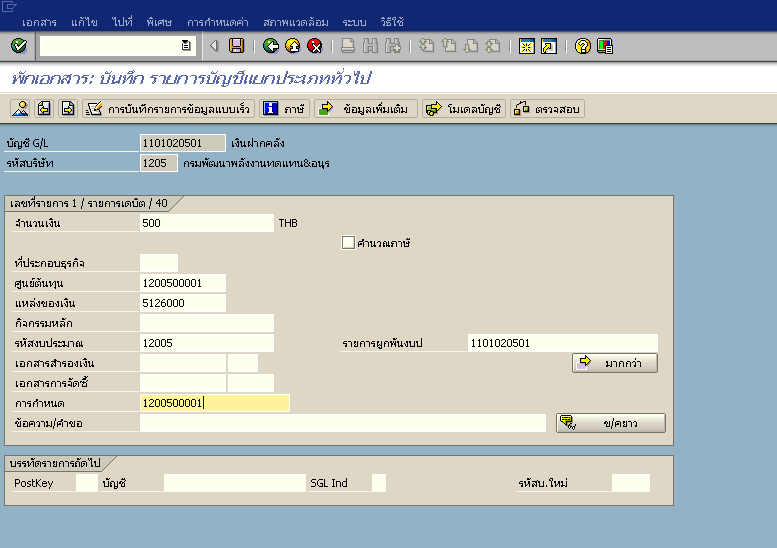 เอกสาร แก้ไข ไปที่ พิเศษ การกำหนดค่า สภาพแวดล้อม ระบบ วิธีใช้
พักเอกสาร: บันทึก รายการบัญชีแยกประเภททั่วไป
การบันทึกรายการข้อมูลแบบเร็ว ภาษี ข้อมูลเพิ่มเติม โมเดลบัญชี ตรวจสอบ
บัญชี G/L 1101020501 เงินฝากคลัง
รหัสบริษัท 1205 กรมพัฒนาพลังงานทดแทน&อนุร
เลขที่รายการ 1 / รายการเดบิต / 40
จำนวนเงิน 500 THB
คำนวณภาษี
ที่ประกอบธุรกิจ
ศูนย์ต้นทุน 1200500001
แหล่งของเงิน 5126000
กิจกรรมหลัก
รหัสงบประมาณ 12005 รายการผูกพันงบป 1101020501
เอกสารสำรองเงิน มากกว่า
เอกสารการจัดซื้
การกำหนด 1200500001
ข้อความ/คำขอ ข/คยาว
บรรทัดรายการถัดไป
PostKey บัญชี SGL Ind รหัสบ.ใหม่